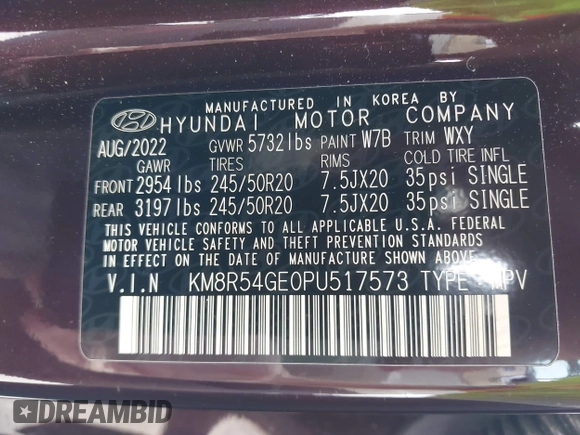 MANUFACTURED IN KOREA BY
HYUNDAI MOTOR COMPANY
AUG/2022 GVWR 5732lbs PAINT W7B TRIM WXY
GAWR TIRES RIMS COLD TIRE INFL
FRONT 2954lbs 245/50R20 7.5JX20 35psi SINGLE
REAR 3197lbs 245/50R20 7.5JX20 35psi SINGLE
THIS VEHICLE CONFORMS TO ALL APPLICABLE U.S.A. FEDERAL
MOTOR VEHICLE SAFETY AND THEFT PREVENTION STANDARDS
IN EFFECT ON THE DATE OF MANUFACTURE SHOWN ABOVE.
V.I.N KM8R54GE0PU517573 TYPE MPV
DREAMBID